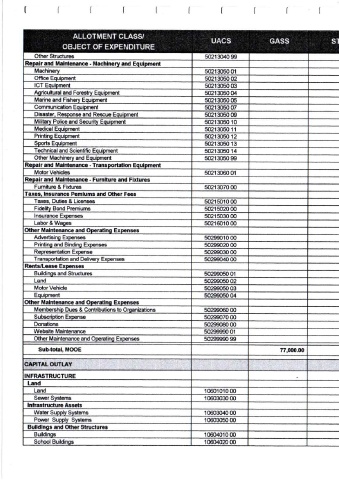 ALLOTMENT CLASS/ OBJECT OF EXPENDITURE UACS GASS ST
Other Structures 50213040 99
Repair and Maintenance - Machinery and Equipment
Machinery 50213050 01
Office Equipment 50213050 02
ICT Equipment 50213050 03
Agricultural and Forestry Equipment 50213050 04
Marine and Fishery Equipment 50213050 05
Communication Equipment 50213050 07
Disaster, Response and Rescue Equipment 50213050 09
Military Police and Security Equipment 50213050 10
Medical Equipment 50213050 11
Printing Equipment 50213050 12
Sports Equipment 50213050 13
Technical and Scientific Equipment 50213050 14
Other Machinery and Equipment 50213050 99
Repair and Maintenance - Transportation Equipment
Motor Vehicles 50213060 01
Repair and Maintenance - Furniture and Fixtures
Furniture & Fixtures 50213070 00
Taxes, Insurance Pemiums and Other Fees
Taxes, Duties & Licenses 50215010 00
Fidelity Bond Premiums 50215020 00
Insurance Expenses 50215030 00
Labor & Wages 50216010 00
Other Maintenance and Operating Expenses
Advertising Expenses 50299010 00
Printing and Binding Expenses 50299020 00
Representation Expense 50299030 00
Transportation and Delivery Expenses 50299040 00
Rents/Lease Expenses
Buildings and Structures 50299050 01
Land 50299050 02
Motor Vehicle 50299050 03
Equipment 50299050 04
Other Maintenance and Operating Expenses
Membership Dues & Contributions to Organizations 50299060 00
Subscription Expense 50299070 00
Donations 50299080 00
Website Maintenance 50299990 01
Other Maintenance and Operating Expenses 50299990 99
Sub-total, MOOE 77,000.00
CAPITAL OUTLAY
INFRASTRUCTURE -
Land
Land 10601010 00
Sewer Systems 10603030 00
Infrastructure Assets
Water Supply Systems 10603040 00
Power Supply Systems 10603050 00
Buildings and Other Structures
Buildings 10604010 00
School Buildings 10604020 00